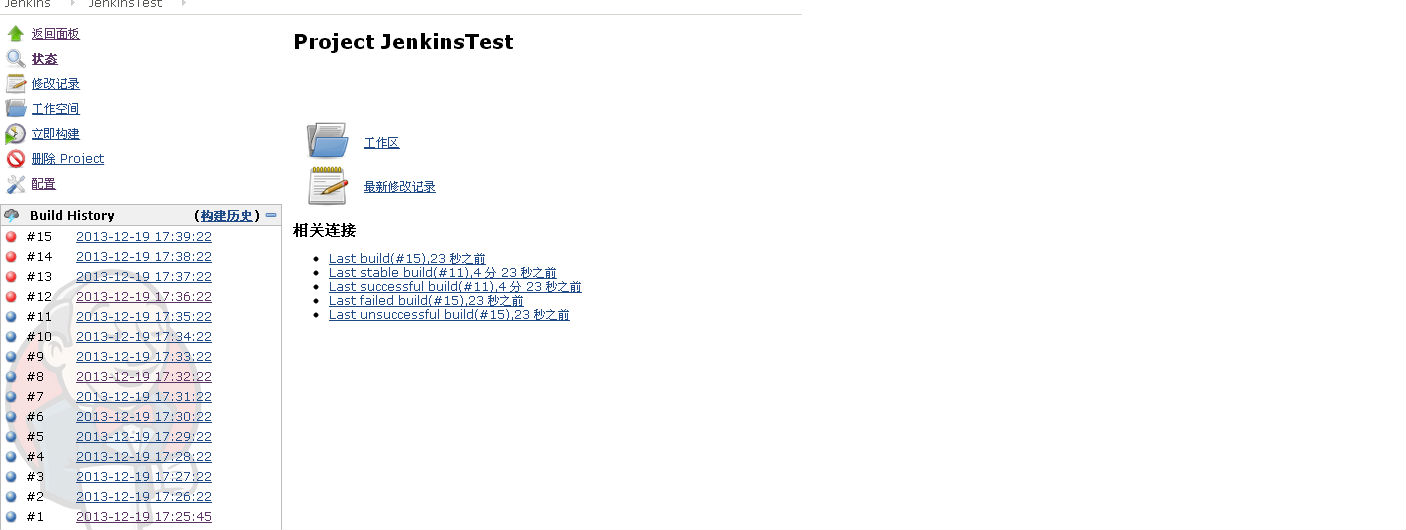 Jenkins JenkinsTest
返回面板
状态
修改记录
工作空间
立即构建
删除 Project
配置
Build History (构建历史)
#15 2013-12-19 17:39:22
#14 2013-12-19 17:38:22
#13 2013-12-19 17:37:22
#12 2013-12-19 17:36:22
#11 2013-12-19 17:35:22
#10 2013-12-19 17:34:22
#9 2013-12-19 17:33:22
#8 2013-12-19 17:32:22
#7 2013-12-19 17:31:22
#6 2013-12-19 17:30:22
#5 2013-12-19 17:29:22
#4 2013-12-19 17:28:22
#3 2013-12-19 17:27:22
#2 2013-12-19 17:26:22
#1 2013-12-19 17:25:45
Project JenkinsTest
工作区
最新修改记录
相关连接
Last build(#15),23 秒之前
Last stable build(#11),4 分 23 秒之前
Last successful build(#11),4 分 23 秒之前
Last failed build(#15),23 秒之前
Last unsuccessful build(#15),23 秒之前